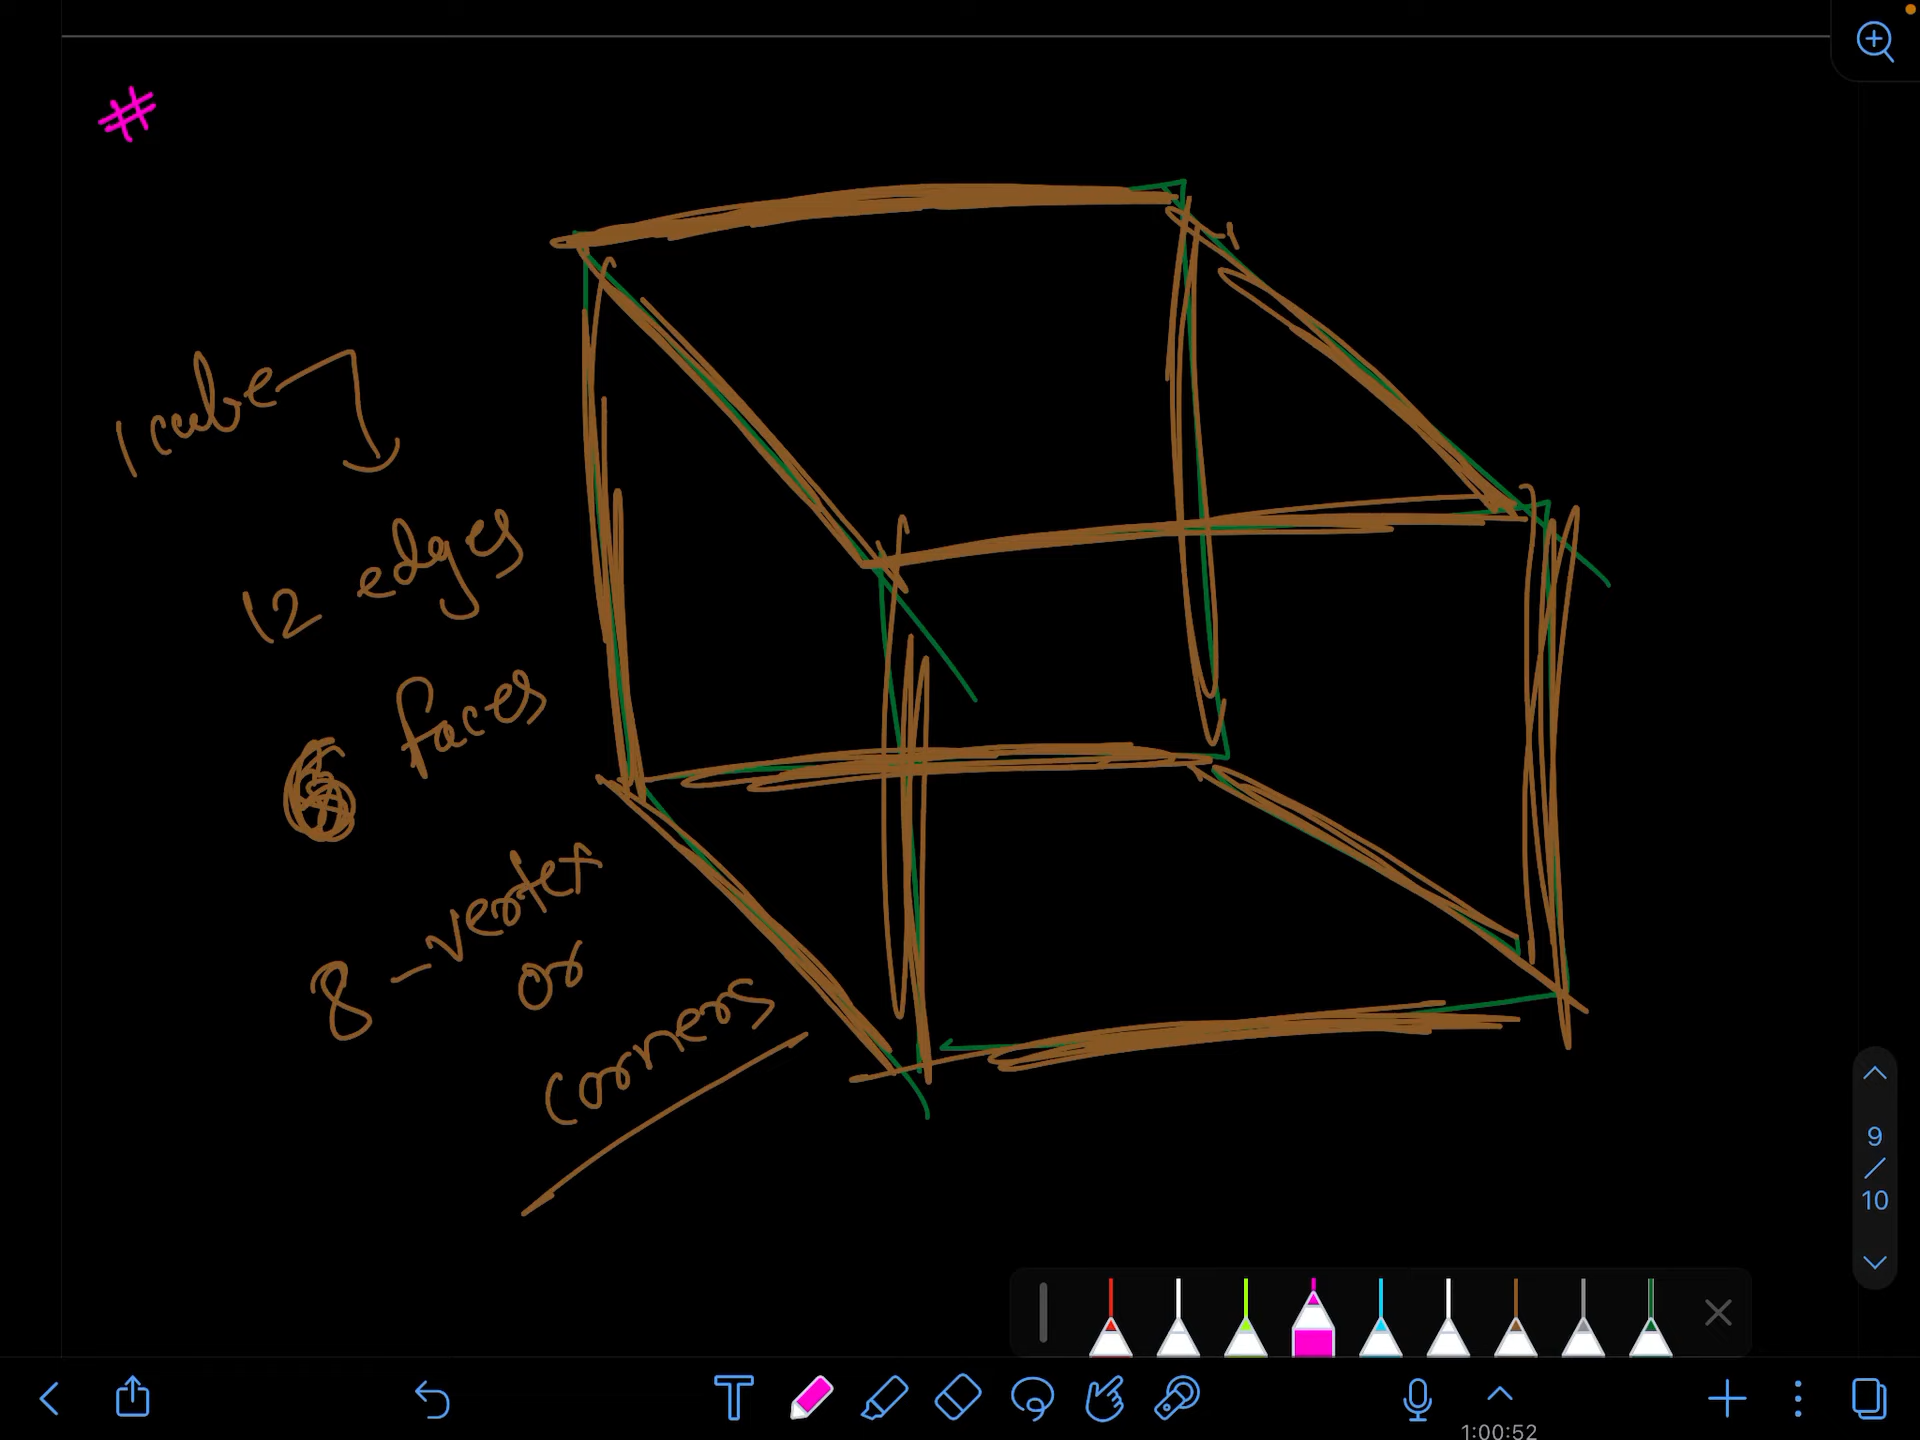 #
1 cube
12 edges
6 faces
8 - vertex
or
corners
9
/
10
1:00:52